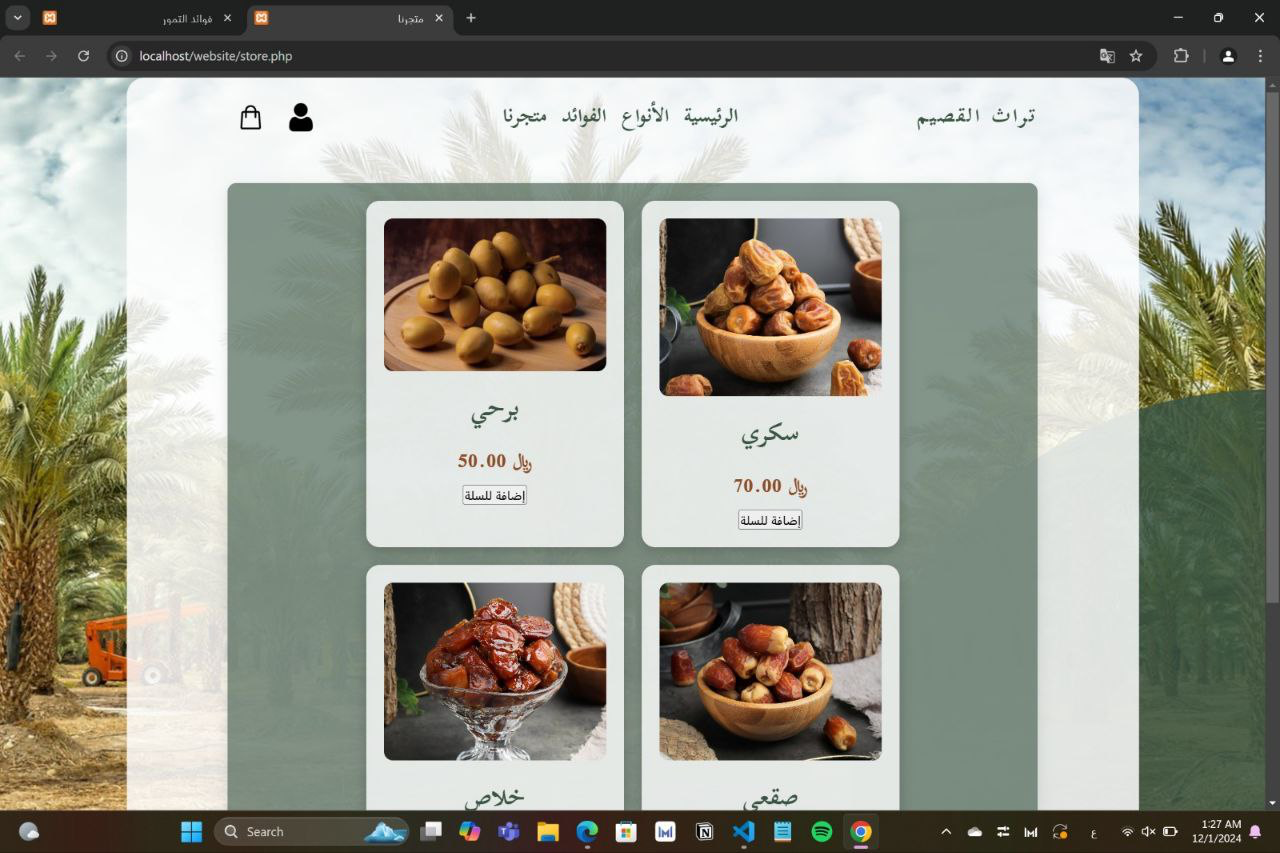 فوائد التمور
متجرنا
localhost/website/store.php
تراث القصيم
الرئيسية الأنواع الفوائد متجرنا
سكري
70.00 ريال
إضافة للسلة
برحي
50.00 ريال
إضافة للسلة
صقعي
خلاص
Search
ع
1:27 AM
12/1/2024